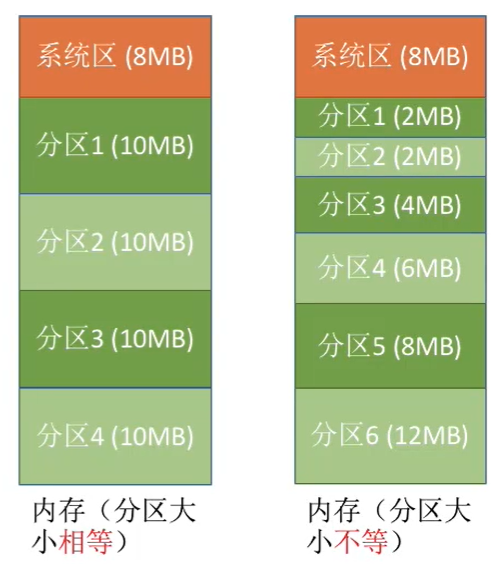 系统区 (8MB)
分区1 (10MB)
分区2 (10MB)
分区3 (10MB)
分区4 (10MB)
内存（分区大
小相等）
系统区 (8MB)
分区1 (2MB)
分区2 (2MB)
分区3 (4MB)
分区4 (6MB)
分区5 (8MB)
分区6 (12MB)
内存（分区大
小不等）